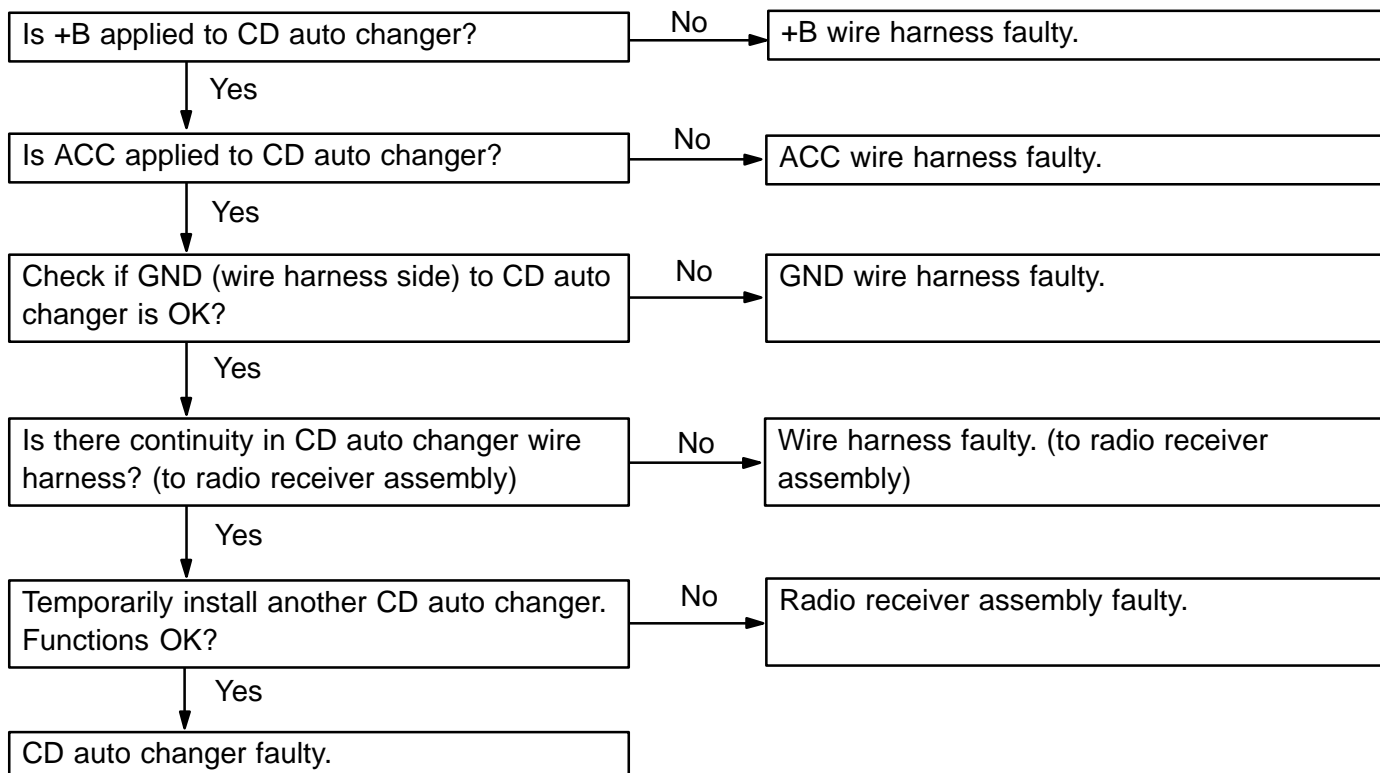 Is +B applied to CD auto changer?
No
+B wire harness faulty.
Yes
Is ACC applied to CD auto changer?
No
ACC wire harness faulty.
Yes
Check if GND (wire harness side) to CD auto
changer is OK?
No
GND wire harness faulty.
Yes
Is there continuity in CD auto changer wire
harness? (to radio receiver assembly)
No
Wire harness faulty. (to radio receiver
assembly)
Yes
Temporarily install another CD auto changer.
Functions OK?
No
Radio receiver assembly faulty.
Yes
CD auto changer faulty.